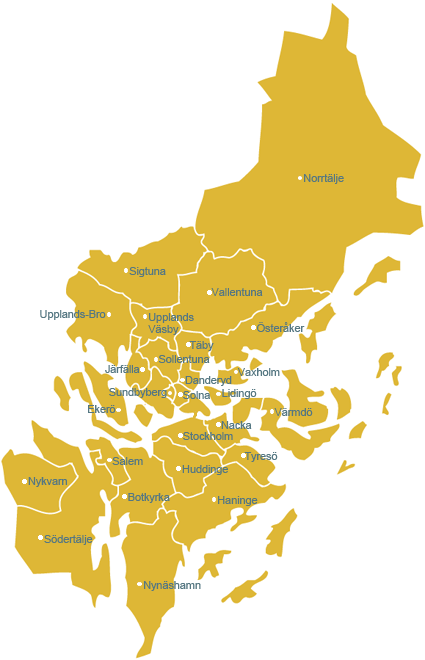 Norrtälje
Sigtuna
Vallentuna
Upplands-Bro
Upplands
Väsby
Österåker
Täby
Sollentuna
Järfälla
Vaxholm
Danderyd
Sundbyberg
Solna
Lidingö
Ekerö
Värmdö
Nacka
Stockholm
Tyresö
Salem
Huddinge
Nykvarn
Botkyrka
Haninge
Södertälje
Nynäshamn